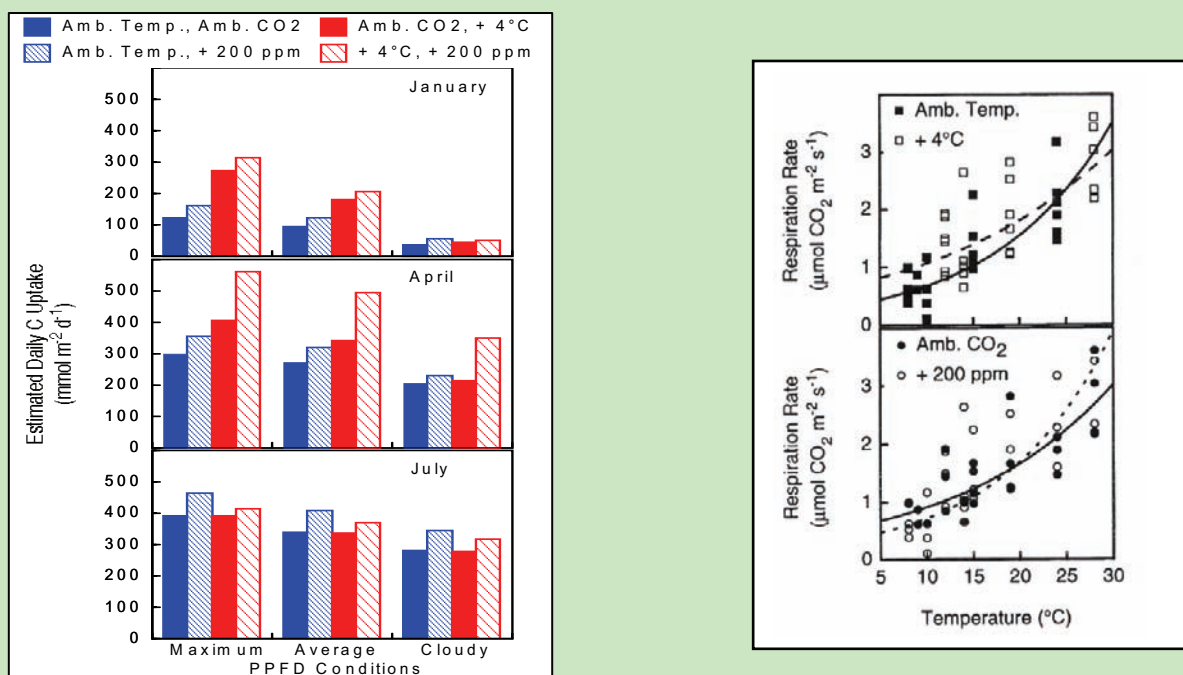 Amb. Temp., Amb. CO2
Amb. CO2, + 4°C
Amb. Temp., + 200 ppm
+ 4°C, + 200 ppm
January
500
400
300
200
100
0
April
500
400
300
200
100
0
July
500
400
300
200
100
0
Estimated Daily C Uptake
(mmol m-2 d-1)
Maximum Average Cloudy
PPFD Conditions
Amb. Temp.
+ 4°C
3
2
1
0
Respiration Rate
(μmol CO2 m-2 s-1)
Amb. CO2
+ 200 ppm
3
2
1
0
Respiration Rate
(μmol CO2 m-2 s-1)
5 10 15 20 25 30
Temperature (°C)